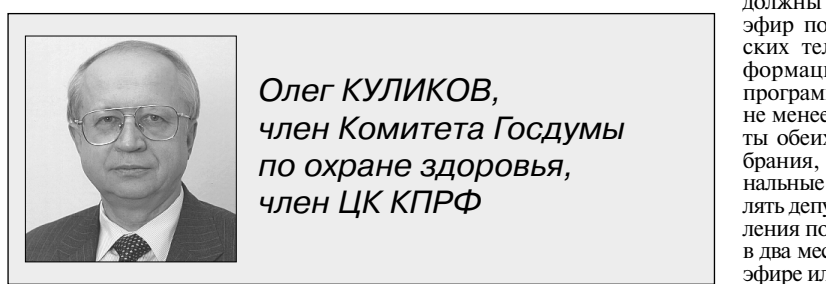 Олег КУЛИКОВ,
член Комитета Госдумы
по охране здоровья,
член ЦК КПРФ
должны
эфир по
ских тел
формаци
програм
не менее
ты обеих
брания,
нальные
лять депу
ления по
в два мес
эфире ил